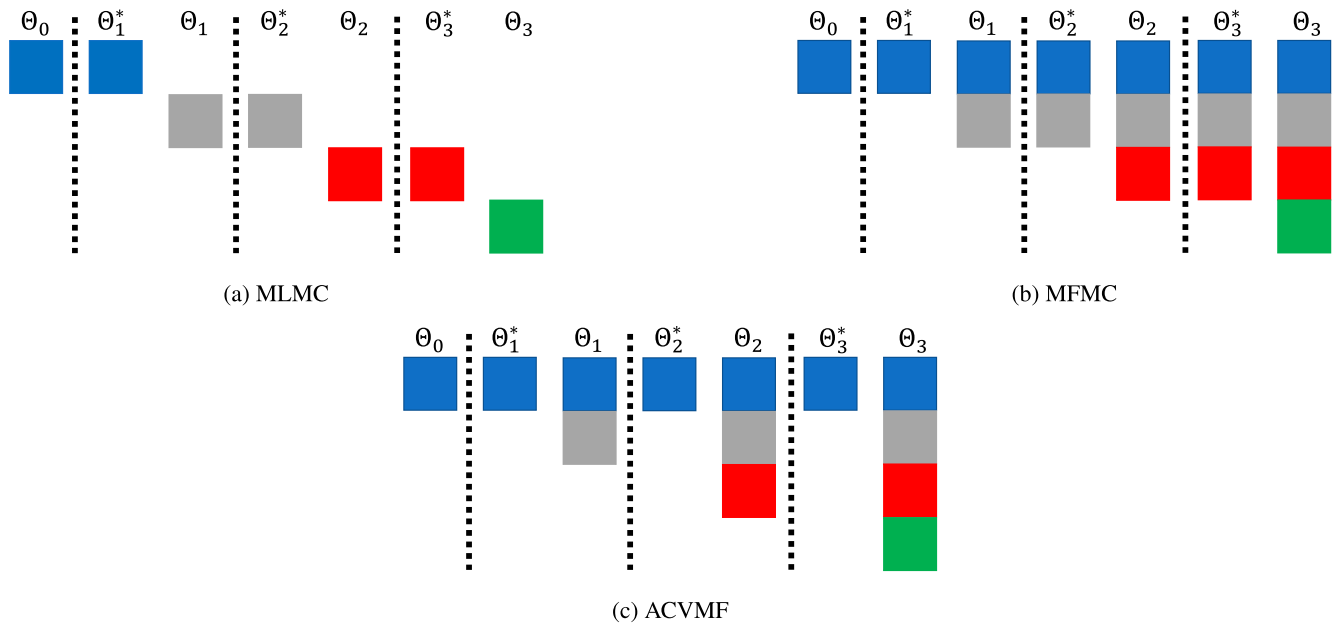 Θ₀ Θ₁* Θ₁ Θ₂* Θ₂ Θ₃* Θ₃
(a) MLMC
Θ₀ Θ₁* Θ₁ Θ₂* Θ₂ Θ₃* Θ₃
(b) MFMC
Θ₀ Θ₁* Θ₁ Θ₂* Θ₂ Θ₃* Θ₃
(c) ACVMF